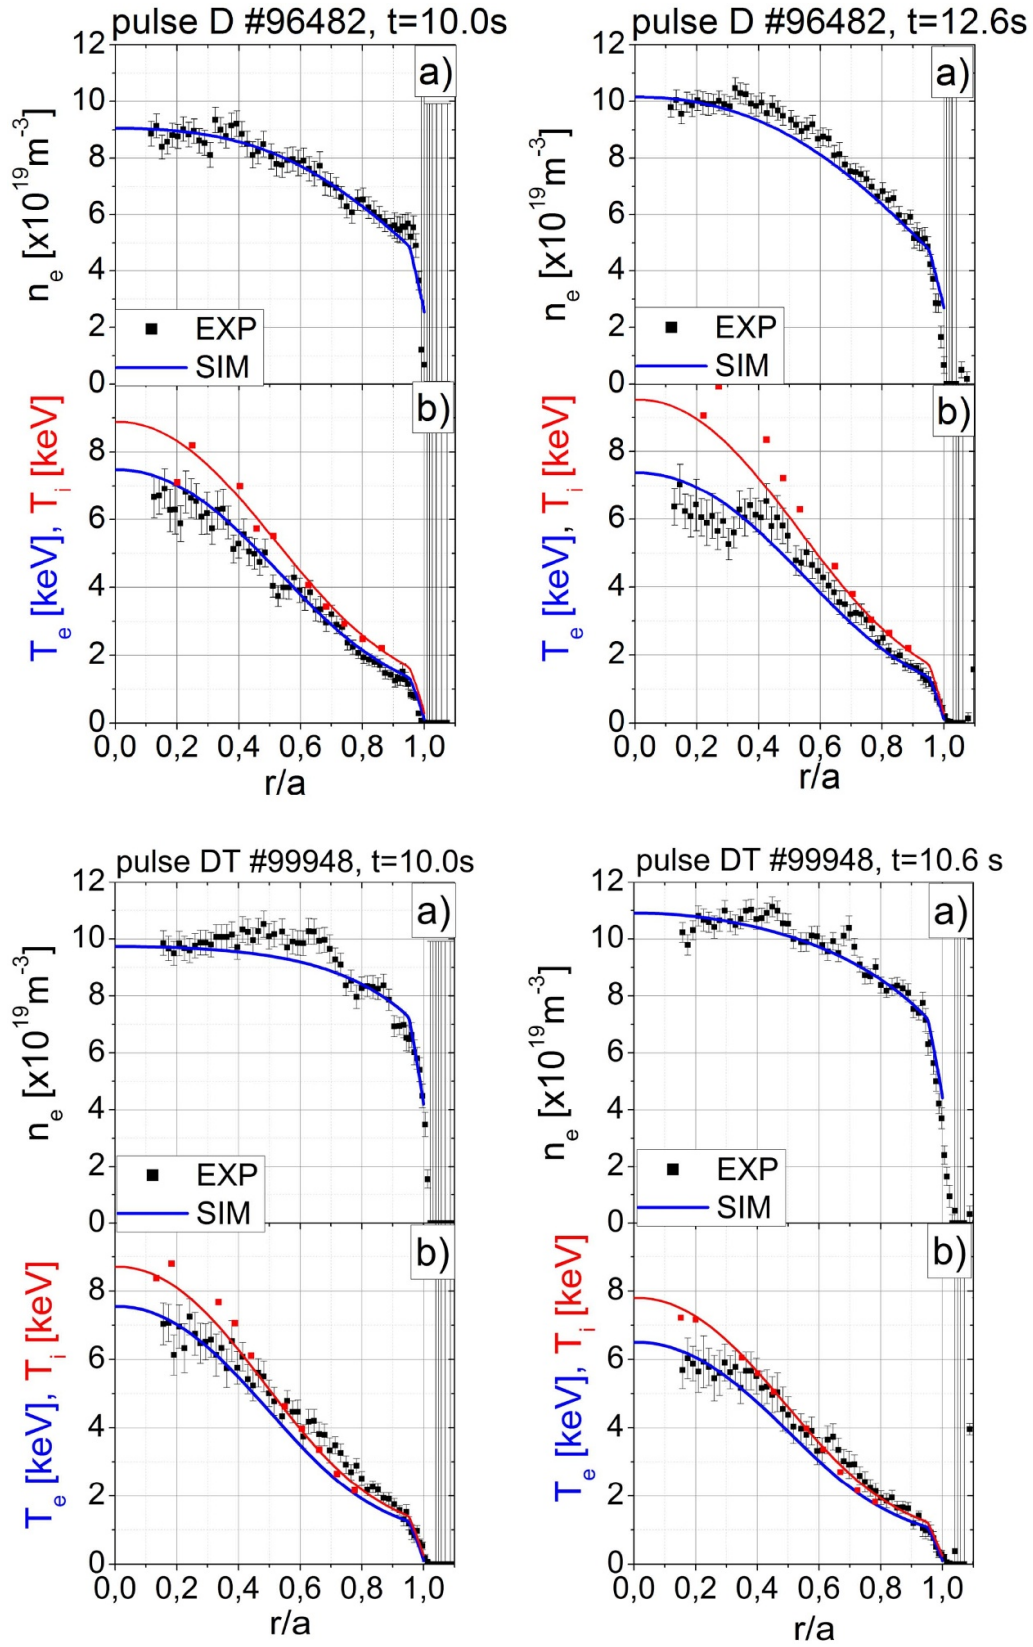 pulse D #96482, t=10.0s
12
10
8
6
4
2
0
n_e [x10^19 m^-3]
a)
EXP
SIM
8
6
4
2
0
T_e [keV], T_i [keV]
b)
0,0 0,2 0,4 0,6 0,8 1,0
r/a
pulse D #96482, t=12.6s
12
10
8
6
4
2
0
n_e [x10^19 m^-3]
a)
EXP
SIM
8
6
4
2
0
T_e [keV], T_i [keV]
b)
0,0 0,2 0,4 0,6 0,8 1,0
r/a
pulse DT #99948, t=10.0s
12
10
8
6
4
2
0
n_e [x10^19 m^-3]
a)
EXP
SIM
8
6
4
2
0
T_e [keV], T_i [keV]
b)
0,0 0,2 0,4 0,6 0,8 1,0
r/a
pulse DT #99948, t=10.6 s
12
10
8
6
4
2
0
n_e [x10^19 m^-3]
a)
EXP
SIM
8
6
4
2
0
T_e [keV], T_i [keV]
b)
0,0 0,2 0,4 0,6 0,8 1,0
r/a